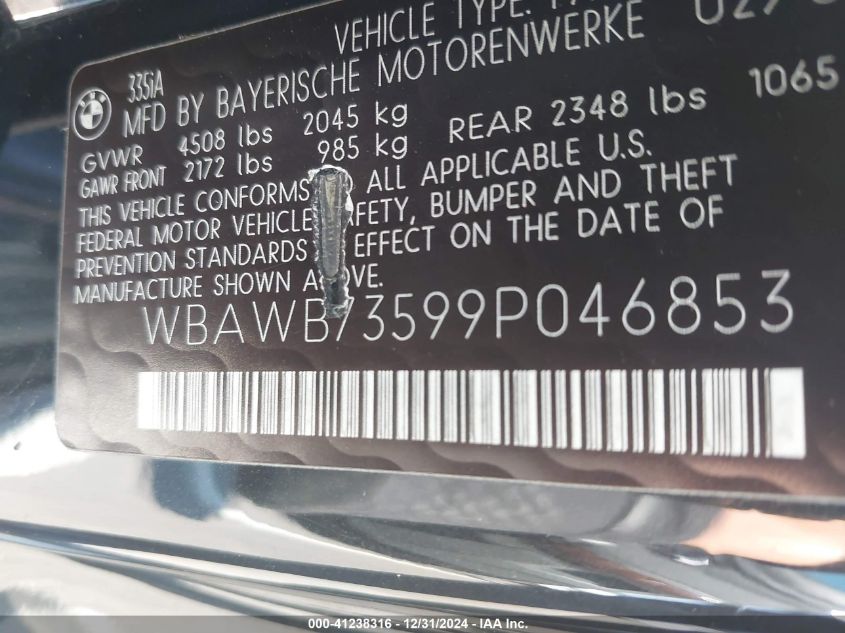 VEHICLE TYPE:
335iA
MFD BY BAYERISCHE MOTORENWERKE
GVWR 4508 lbs 2045 kg
GAWR FRONT 2172 lbs 985 kg REAR 2348 lbs 1065
THIS VEHICLE CONFORMS ALL APPLICABLE U.S.
FEDERAL MOTOR VEHICLE SAFETY, BUMPER AND THEFT
PREVENTION STANDARDS EFFECT ON THE DATE OF
MANUFACTURE SHOWN ABOVE.
WBAWB73599P046853
000-41238316 - 12/31/2024 - IAA Inc.